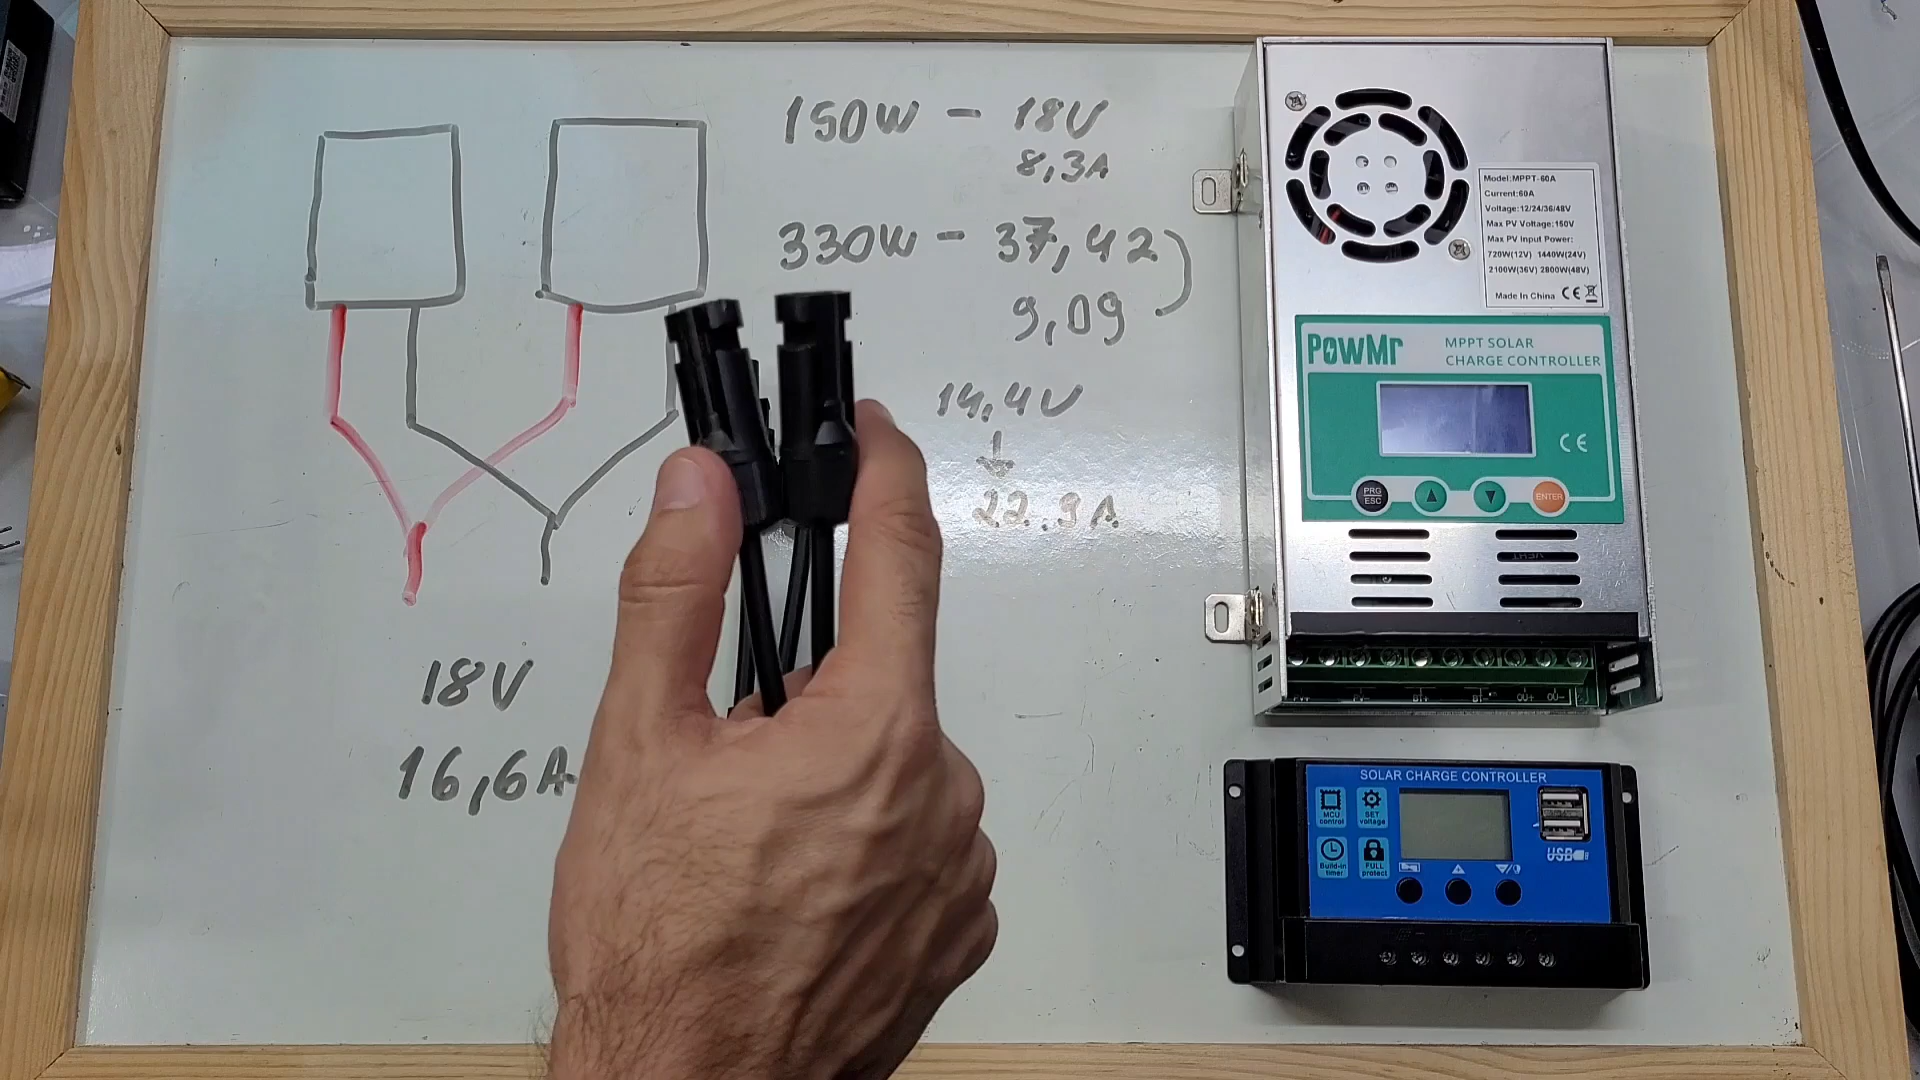 150W - 18V
8,3A
330W - 37,42
9,09
14,4V
22.9A
18V
16,6A
Model:MPPT-60A
Current:60A
Voltage:12/24/36/48V
Max PV Voltage:150V
Max PV Input Power:
720W(12V) 1440W(24V)
2100W(36V) 2800W(48V)
Made In China CE
PowMr
MPPT SOLAR
CHARGE CONTROLLER
CE
PRG
ESC
ENTER
SOLAR CHARGE CONTROLLER
MCU
control
SET
voltage
Build-in
timer
FULL
protect
USB